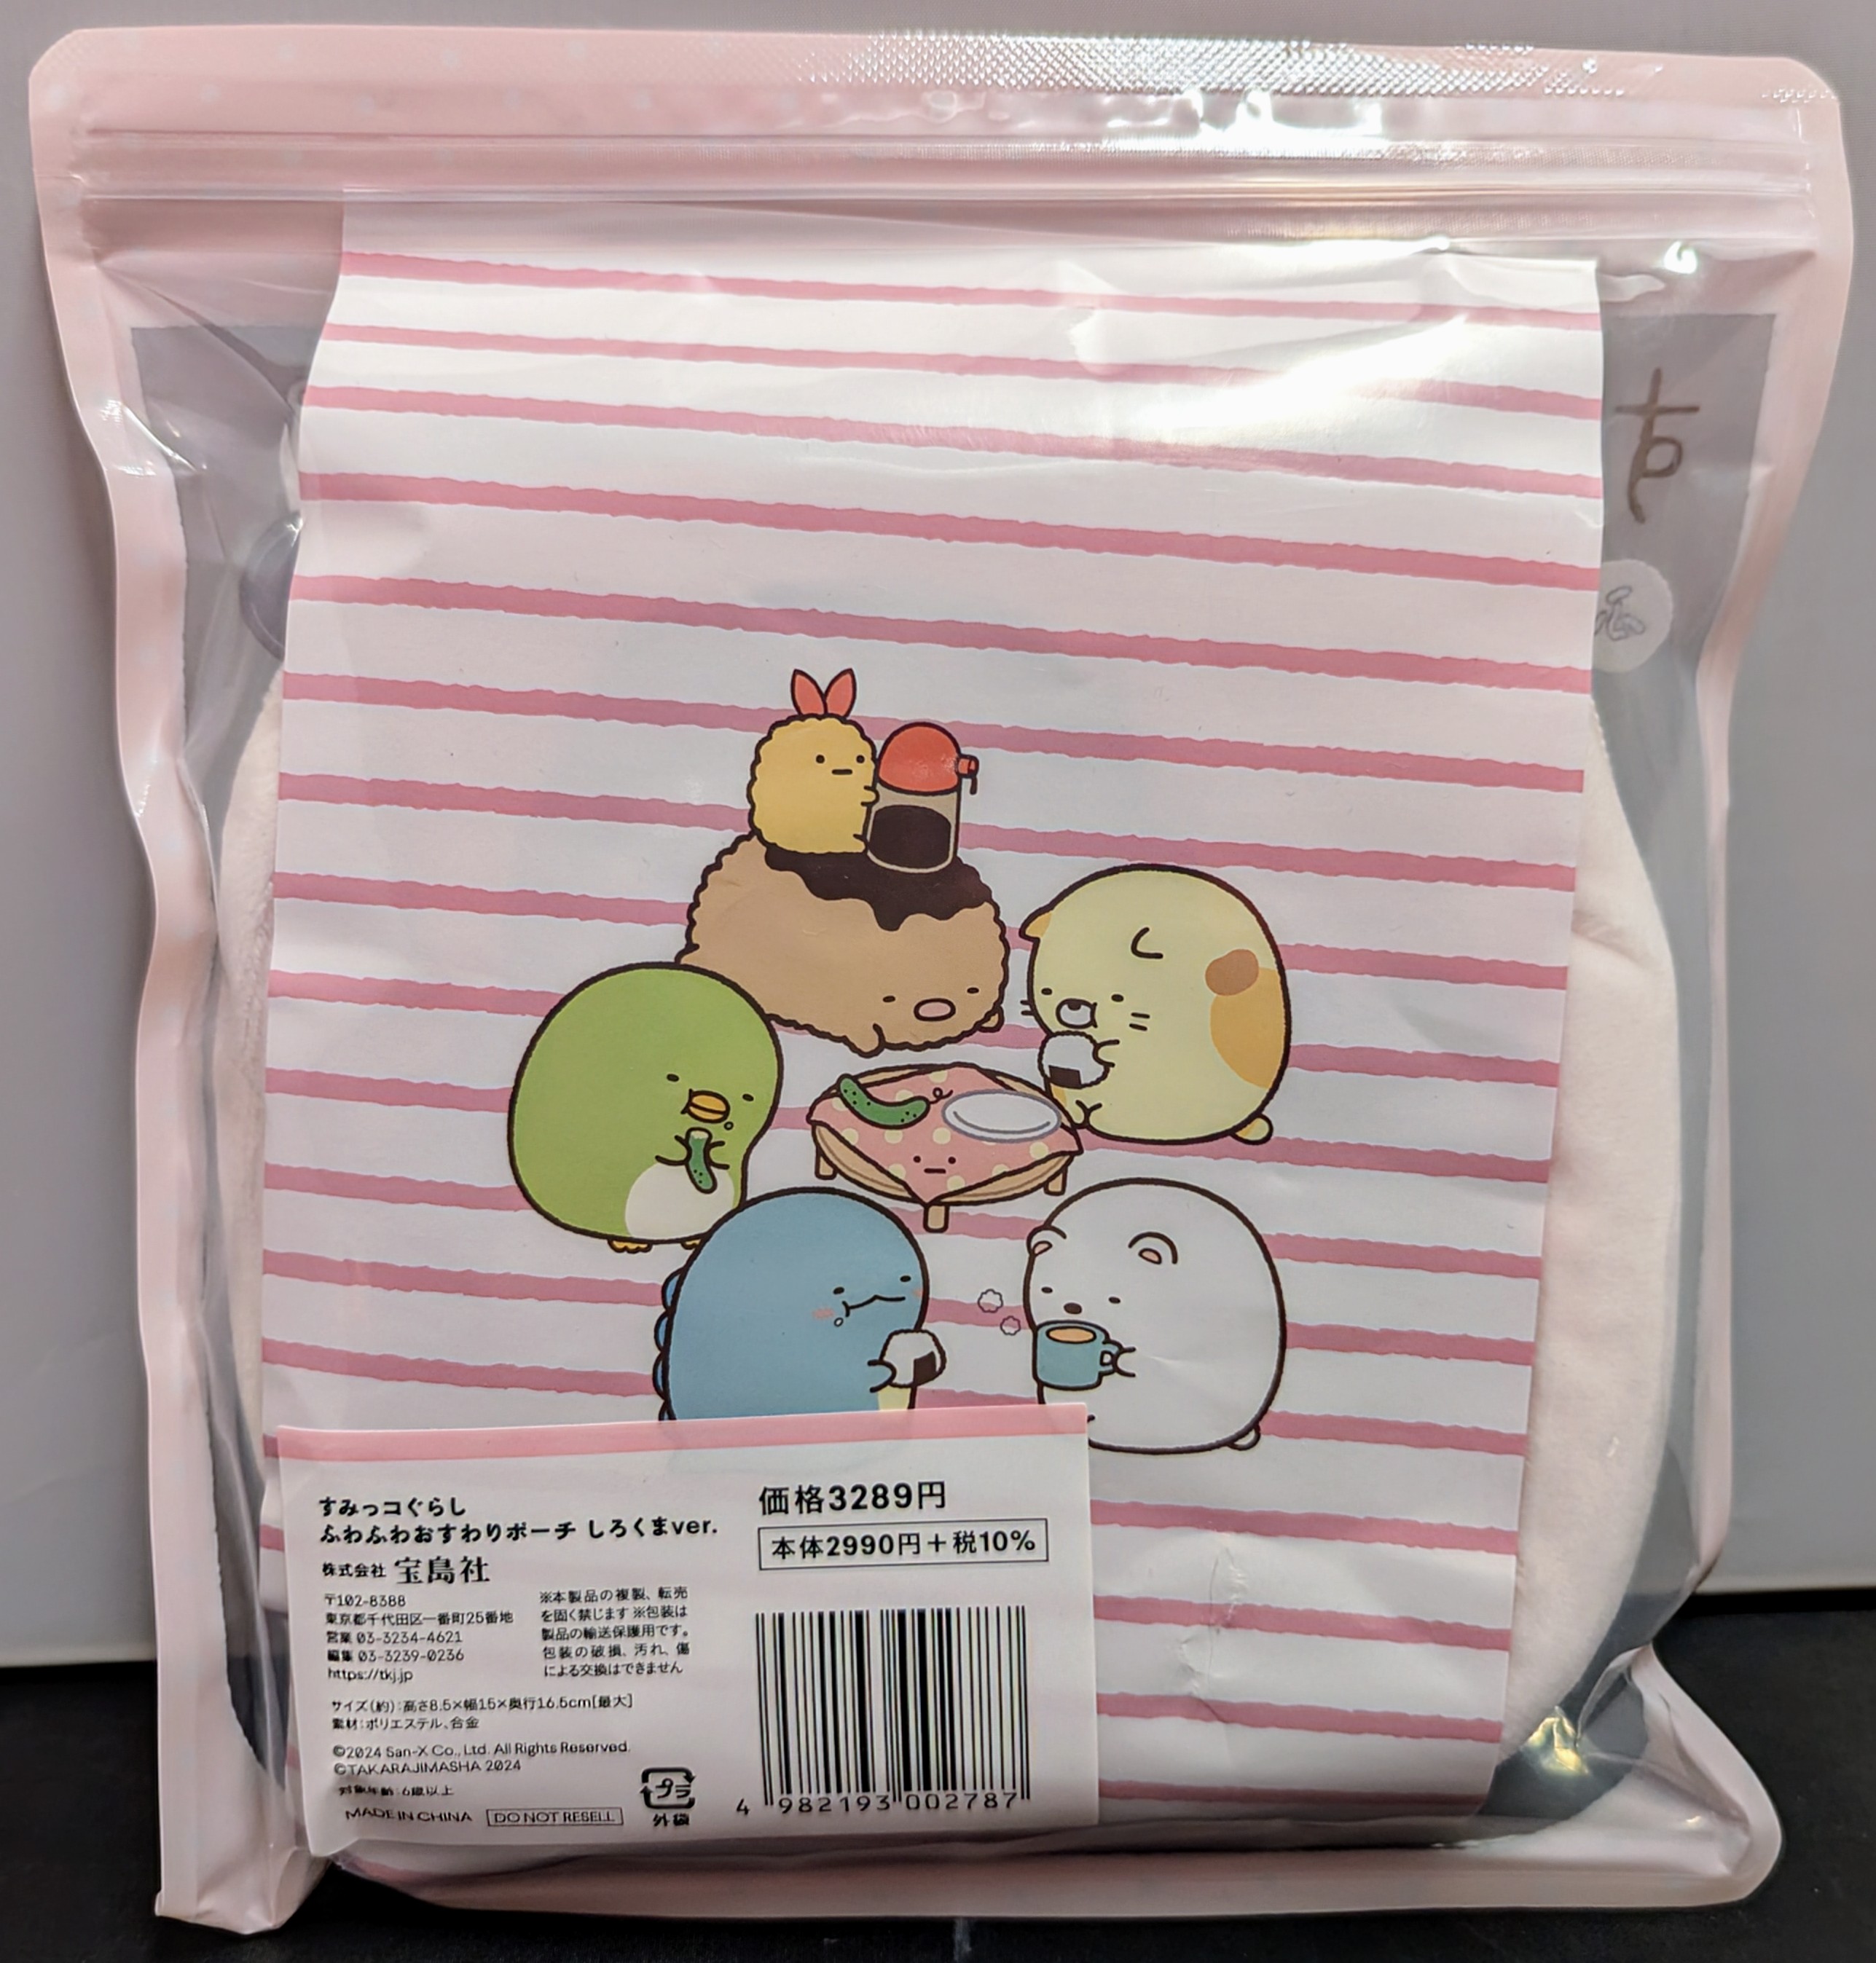 す
すみっコぐらし
ふわふわおすわりポーチ しろくまver.
株式会社 宝島社
〒102-8388
東京都千代田区一番町25番地
営業 03-3234-4621
編集 03-3239-0236
https://tkj.jp
※本製品の複製、転売
を固く禁じます ※包装は
製品の輸送保護用です。
包装の破損、汚れ、傷
による交換はできません
サイズ(約):高さ8.5×幅15×奥行16.5cm[最大]
素材:ポリエステル、合金
©2024 San-X Co., Ltd. All Rights Reserved.
©TAKARAJIMASHA 2024
対象年齢:6歳以上
MADE IN CHINA DO NOT RESELL
プラ
外袋
価格3289円
本体2990円+税10%
4 982193 002787